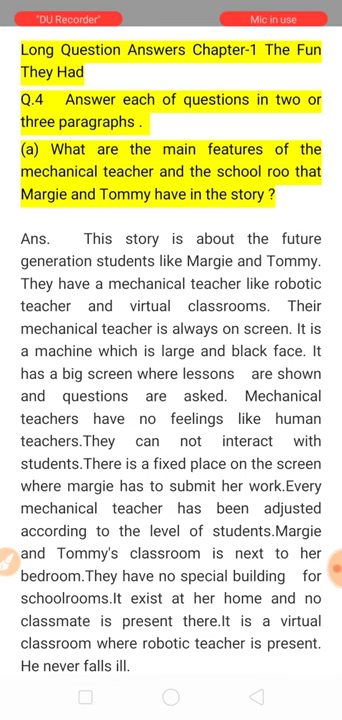 "DU Recorder" Mic in use
Long Question Answers Chapter-1 The Fun
They Had
Q.4 Answer each of questions in two or
three paragraphs .
(a) What are the main features of the
mechanical teacher and the school roo that
Margie and Tommy have in the story ?
Ans. This story is about the future
generation students like Margie and Tommy.
They have a mechanical teacher like robotic
teacher and virtual classrooms. Their
mechanical teacher is always on screen. It is
a machine which is large and black face. It
has a big screen where lessons are shown
and questions are asked. Mechanical
teachers have no feelings like human
teachers.They can not interact with
students.There is a fixed place on the screen
where margie has to submit her work.Every
mechanical teacher has been adjusted
according to the level of students.Margie
and Tommy's classroom is next to her
bedroom.They have no special building for
schoolrooms.It exist at her home and no
classmate is present there.It is a virtual
classroom where robotic teacher is present.
He never falls ill.